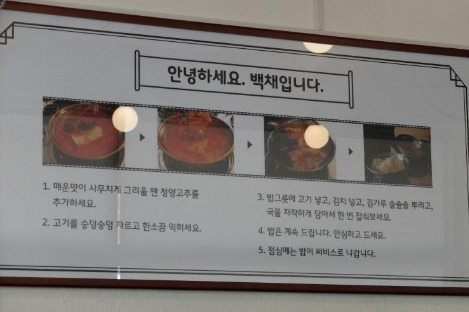 안녕하세요. 백채입니다.
1. 매운맛이 사무치게 그리울 땐 청양고추를
추가하세요.
2. 고기를 숭덩숭덩 자르고 한소끔 익히세요.
3. 밥그릇에 고기 넣고, 김치 넣고, 김가루 솔솔솔 뿌리고,
국물 자작하게 담아서 한 번 잡숴보세요.
4. 밥은 계속 드립니다. 안심하고 드세요.
5. 점심에는 밥이 써비스로 나갑니다.